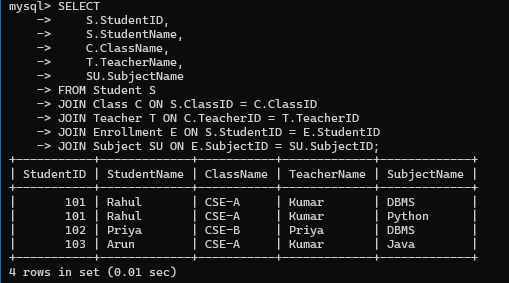 mysql> SELECT
    ->     S.StudentID,
    ->     S.StudentName,
    ->     C.ClassName,
    ->     T.TeacherName,
    ->     SU.SubjectName
    -> FROM Student S
    -> JOIN Class C ON S.ClassID = C.ClassID
    -> JOIN Teacher T ON C.TeacherID = T.TeacherID
    -> JOIN Enrollment E ON S.StudentID = E.StudentID
    -> JOIN Subject SU ON E.SubjectID = SU.SubjectID;
+-----------+-------------+-----------+-------------+-------------+
| StudentID | StudentName | ClassName | TeacherName | SubjectName |
+-----------+-------------+-----------+-------------+-------------+
|       101 | Rahul       | CSE-A     | Kumar       | DBMS        |
|       101 | Rahul       | CSE-A     | Kumar       | Python      |
|       102 | Priya       | CSE-B     | Priya       | DBMS        |
|       103 | Arun        | CSE-A     | Kumar       | Java        |
+-----------+-------------+-----------+-------------+-------------+
4 rows in set (0.01 sec)